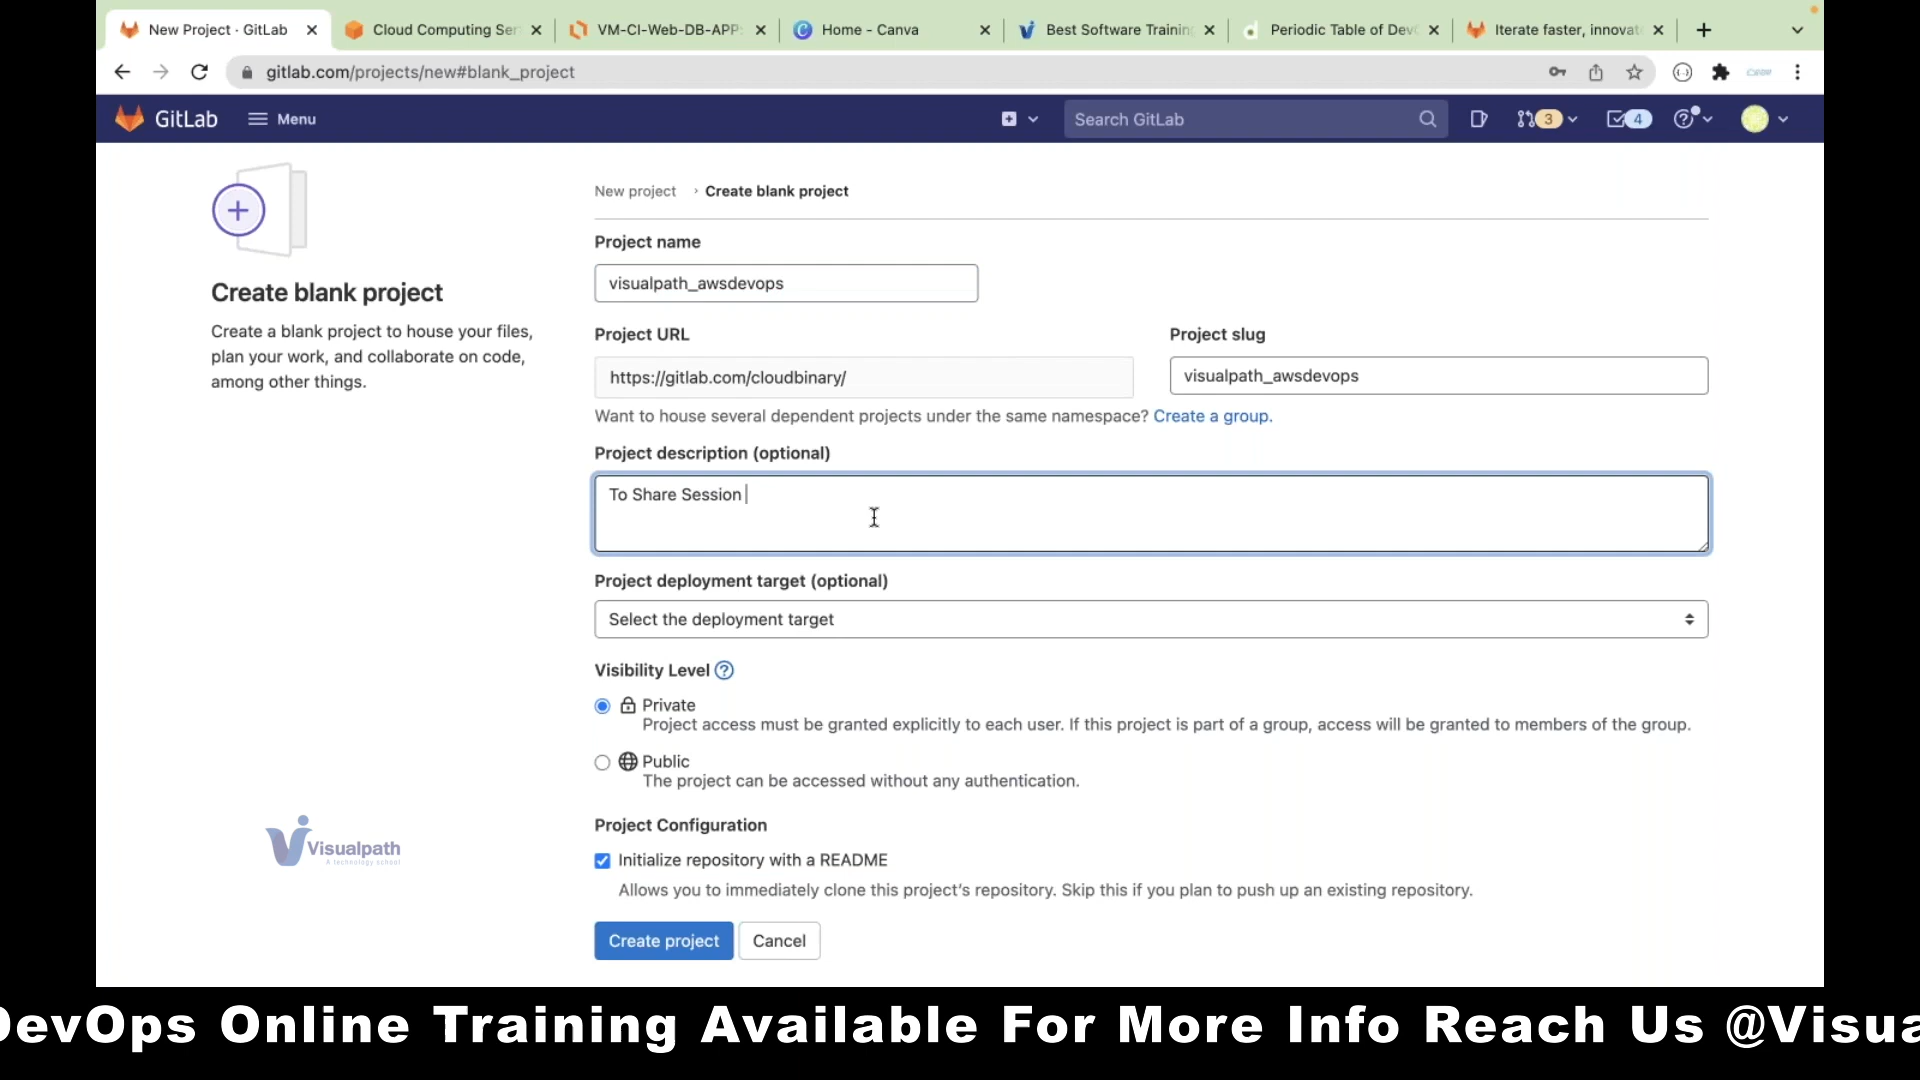 New Project · GitLab
Cloud Computing Ser
VM-CI-Web-DB-APP
Home - Canva
Best Software Training
Periodic Table of DevO
Iterate faster, innovat
gitlab.com/projects/new#blank_project
GitLab
Menu
Search GitLab
3
4
New project › Create blank project
Create blank project
Create a blank project to house your files,
plan your work, and collaborate on code,
among other things.
Project name
visualpath_awsdevops
Project URL
Project slug
https://gitlab.com/cloudbinary/
visualpath_awsdevops
Want to house several dependent projects under the same namespace? Create a group.
Project description (optional)
To Share Session
Project deployment target (optional)
Select the deployment target
Visibility Level
Private
Project access must be granted explicitly to each user. If this project is part of a group, access will be granted to members of the group.
Public
The project can be accessed without any authentication.
Project Configuration
Initialize repository with a README
Allows you to immediately clone this project's repository. Skip this if you plan to push up an existing repository.
Create project
Cancel
Visualpath
A technology school
DevOps Online Training Available For More Info Reach Us @Visua